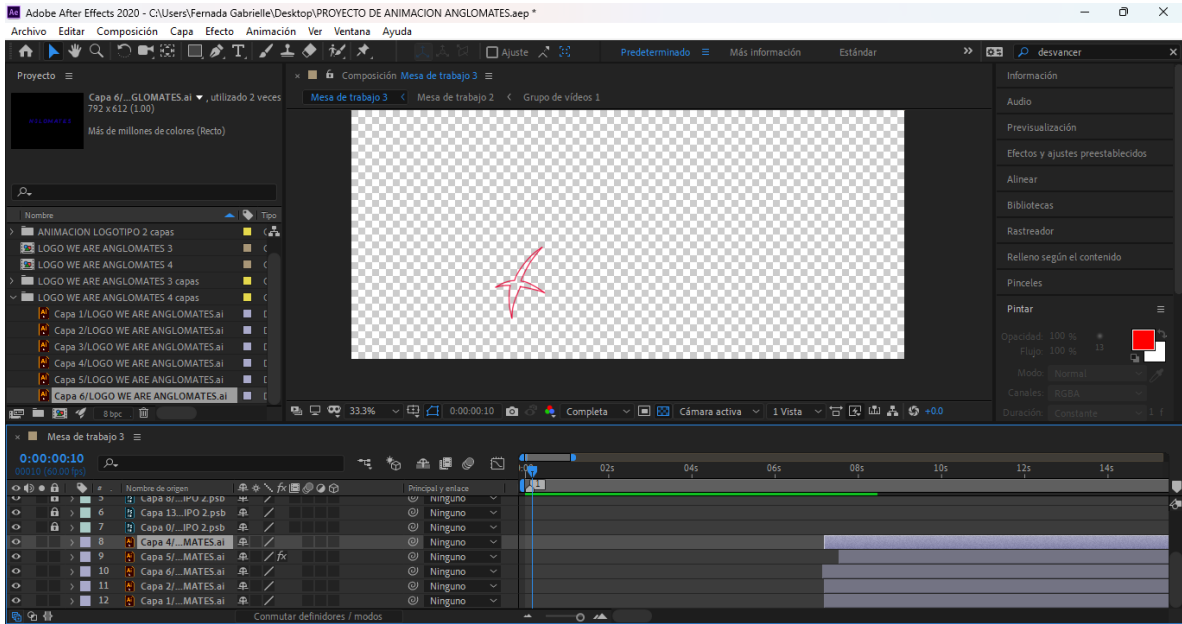 Adobe After Effects 2020 - C:\Users\Fernada Gabrielle\Desktop\PROYECTO DE ANIMACION ANGLOMATES.aep *
Archivo Editar Composición Capa Efecto Animación Ver Ventana Ayuda
Ajuste Predeterminado Más información Estándar desvancer
Proyecto
Capa 6/...GLOMATES.ai , utilizado 2 veces
792 x 612 (1.00)
Más de millones de colores (Recto)
Nombre Tipo
ANIMACION LOGOTIPO 2 capas
LOGO WE ARE ANGLOMATES 3
LOGO WE ARE ANGLOMATES 4
LOGO WE ARE ANGLOMATES 3 capas
LOGO WE ARE ANGLOMATES 4 capas
Capa 1/LOGO WE ARE ANGLOMATES.ai
Capa 2/LOGO WE ARE ANGLOMATES.ai
Capa 3/LOGO WE ARE ANGLOMATES.ai
Capa 4/LOGO WE ARE ANGLOMATES.ai
Capa 5/LOGO WE ARE ANGLOMATES.ai
Capa 6/LOGO WE ARE ANGLOMATES.ai
8 bpc
Composición Mesa de trabajo 3
Mesa de trabajo 3 Mesa de trabajo 2 Grupo de vídeos 1
33.3% 0:00:00:10 Completa Cámara activa 1 Vista +0.0
Información
Audio
Previsualización
Efectos y ajustes preestablecidos
Alinear
Bibliotecas
Rastreador
Relleno según el contenido
Pinceles
Pintar
Opacidad: 100 %
Flujo: 100 % 13
Modo: Normal
Canales: RGBA
Duración: Constante 1 f
Mesa de trabajo 3
0:00:00:10
00010 (60.00 fps)
02s 04s 06s 08s 10s 12s 14s
# Nombre de origen Principal y enlace
5 Capa 8/...IPO 2.psb Ninguno
6 Capa 13...IPO 2.psb Ninguno
7 Capa 0/...IPO 2.psb Ninguno
8 Capa 4/...MATES.ai Ninguno
9 Capa 5/...MATES.ai fx Ninguno
10 Capa 6/...MATES.ai Ninguno
11 Capa 2/...MATES.ai Ninguno
12 Capa 1/...MATES.ai Ninguno
Conmutar definidores / modos